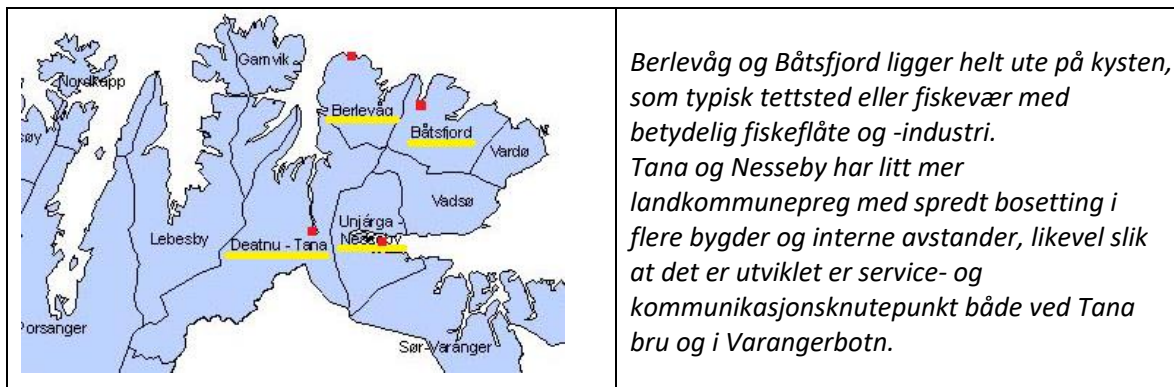 Nordkapp
Gamvik
Berlevåg
Båtsfjord
Vardø
Vadsø
Unjárga -
Nesseby
Deatnu - Tana
Lebesby
Porsanger
Sør-Varanger
Berlevåg og Båtsfjord ligger helt ute på kysten,
som typisk tettsted eller fiskevær med
betydelig fiskeflåte og -industri.
Tana og Nesseby har litt mer
landkommunepreg med spredt bosetting i
flere bygder og interne avstander, likevel slik
at det er utviklet er service- og
kommunikasjonsknutepunkt både ved Tana
bru og i Varangerbotn.